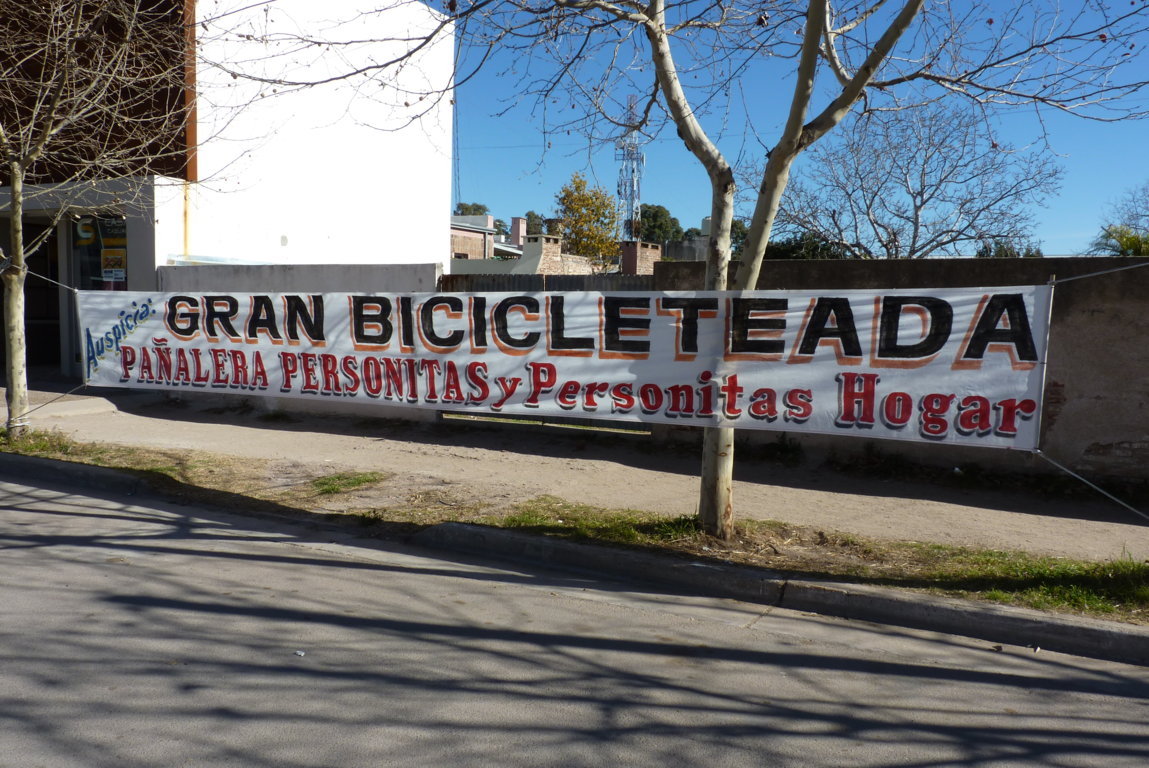 Auspicia: GRAN BICICLETEADA
PAÑALERA PERSONITAS y Personitas Hogar